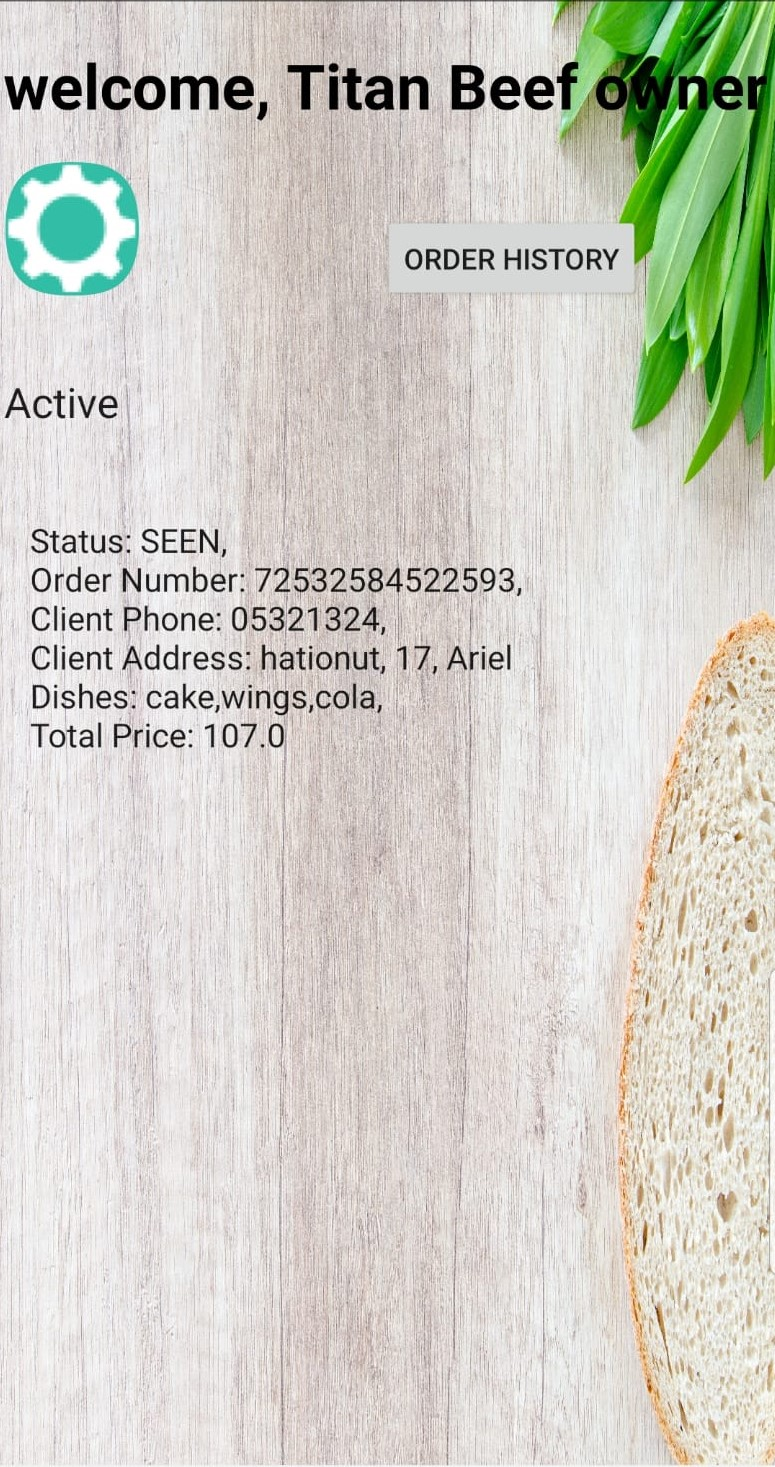 welcome, Titan Beef owner
ORDER HISTORY
Active
Status: SEEN,
Order Number: 72532584522593,
Client Phone: 05321324,
Client Address: hationut, 17, Ariel
Dishes: cake,wings,cola,
Total Price: 107.0